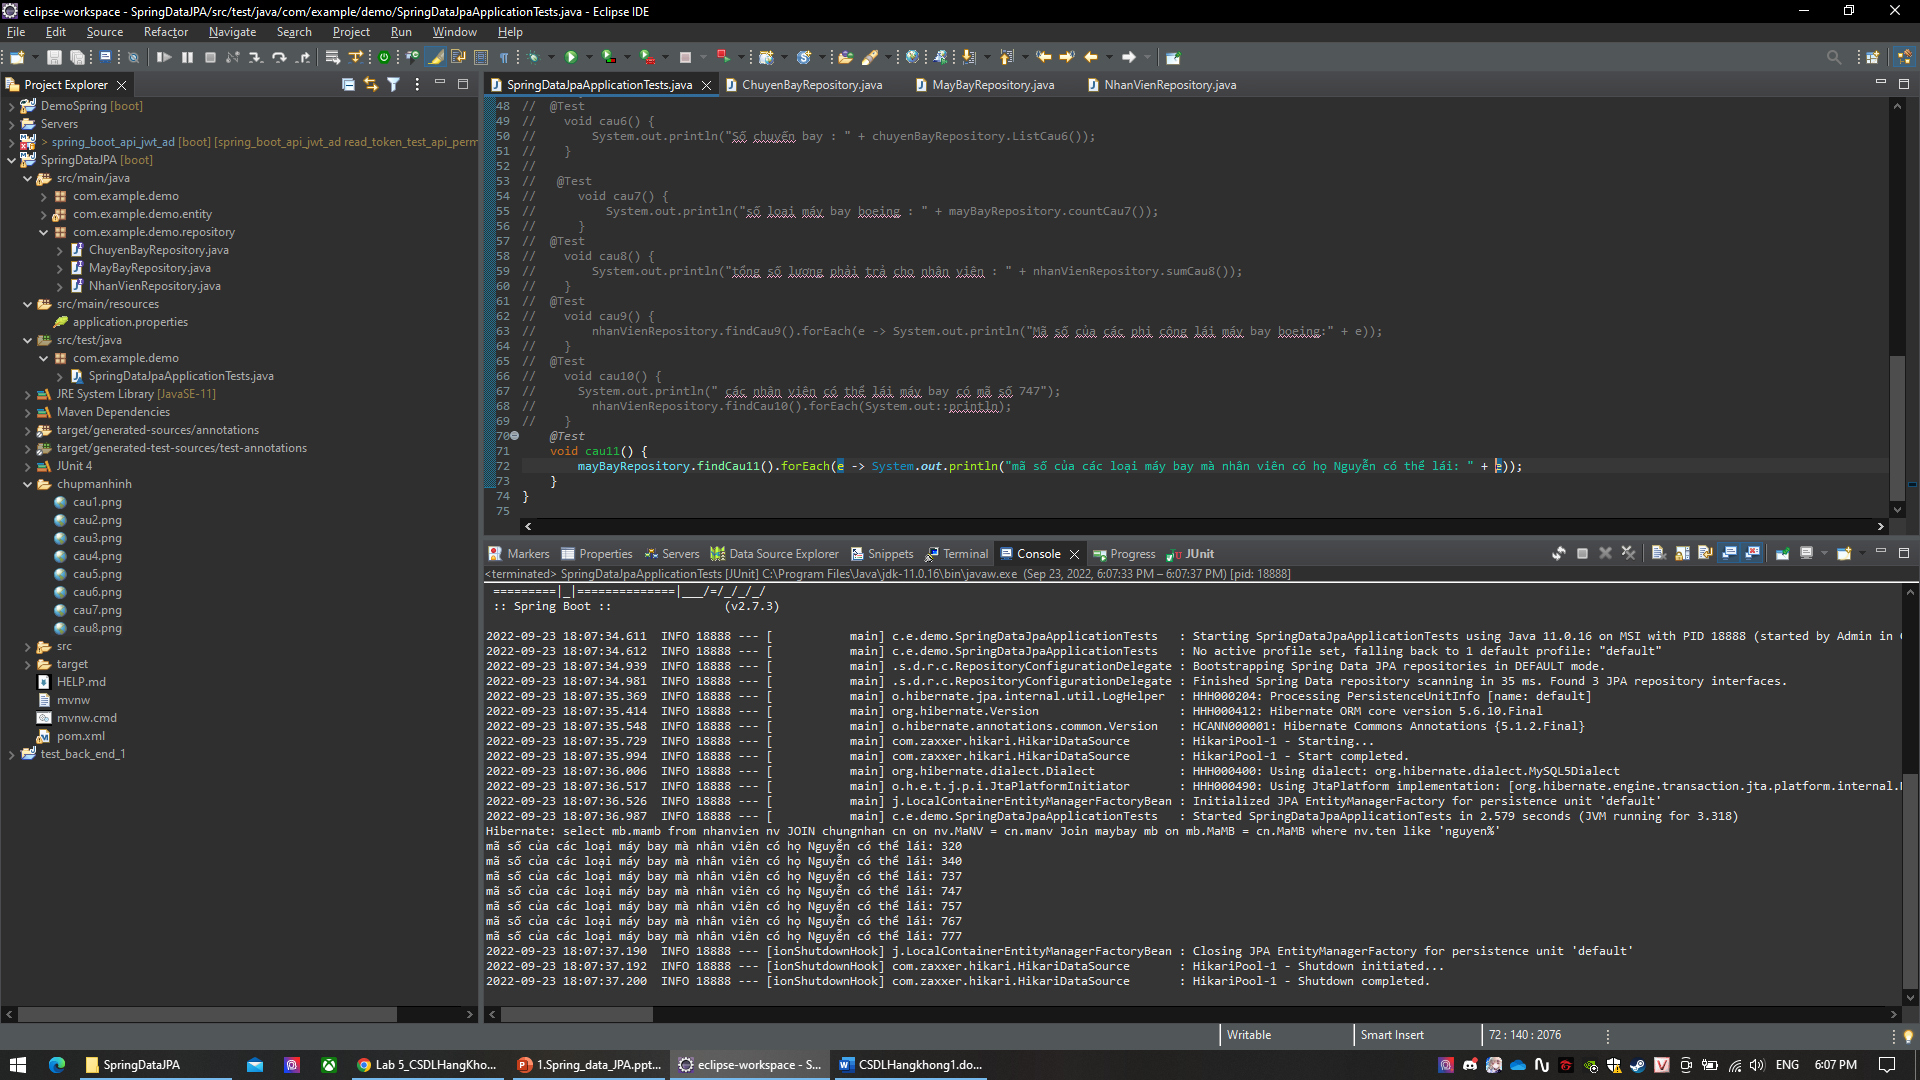 eclipse-workspace - SpringDataJPA/src/test/java/com/example/demo/SpringDataJpaApplicationTests.java - Eclipse IDE
File Edit Source Refactor Navigate Search Project Run Window Help
Project Explorer
SpringDataJpaApplicationTests.java
ChuyenBayRepository.java
MayBayRepository.java
NhanVienRepository.java
DemoSpring [boot]
Servers
> spring_boot_api_jwt_ad [boot] [spring_boot_api_jwt_ad read_token_test_api_perm
SpringDataJPA [boot]
src/main/java
com.example.demo
com.example.demo.entity
com.example.demo.repository
ChuyenBayRepository.java
MayBayRepository.java
NhanVienRepository.java
src/main/resources
application.properties
src/test/java
com.example.demo
SpringDataJpaApplicationTests.java
JRE System Library [JavaSE-11]
Maven Dependencies
target/generated-sources/annotations
target/generated-test-sources/test-annotations
JUnit 4
chupmanhinh
cau1.png
cau2.png
cau3.png
cau4.png
cau5.png
cau6.png
cau7.png
cau8.png
src
target
HELP.md
mvnw
mvnw.cmd
pom.xml
test_back_end_1
48 // @Test
49 // void cau6() {
50 // System.out.println("Số chuyến bay : " + chuyenBayRepository.ListCau6());
51 // }
52 //
53 // @Test
54 // void cau7() {
55 // System.out.println("số loại máy bay boeing : " + mayBayRepository.countCau7());
56 // }
57 // @Test
58 // void cau8() {
59 // System.out.println("tổng số lương phải trả cho nhân viên : " + nhanVienRepository.sumCau8());
60 // }
61 // @Test
62 // void cau9() {
63 // nhanVienRepository.findCau9().forEach(e -> System.out.println("Mã số của các phi công lái máy bay boeing:" + e));
64 // }
65 // @Test
66 // void cau10() {
67 // System.out.println(" các nhân viên có thể lái máy bay có mã số 747");
68 // nhanVienRepository.findCau10().forEach(System.out::println);
69 // }
70 @Test
71 void cau11() {
72 mayBayRepository.findCau11().forEach(e -> System.out.println("mã số của các loại máy bay mà nhân viên có họ Nguyễn có thể lái: " + e));
73 }
74 }
75
Markers Properties Servers Data Source Explorer Snippets Terminal Console Progress JUnit
<terminated> SpringDataJpaApplicationTests [JUnit] C:\Program Files\Java\jdk-11.0.16\bin\javaw.exe (Sep 23, 2022, 6:07:33 PM – 6:07:37 PM) [pid: 18888]
=========|_|==============|___/=/_/_/_/
:: Spring Boot :: (v2.7.3)
2022-09-23 18:07:34.611 INFO 18888 --- [ main] c.e.demo.SpringDataJpaApplicationTests : Starting SpringDataJpaApplicationTests using Java 11.0.16 on MSI with PID 18888 (started by Admin in
2022-09-23 18:07:34.612 INFO 18888 --- [ main] c.e.demo.SpringDataJpaApplicationTests : No active profile set, falling back to 1 default profile: "default"
2022-09-23 18:07:34.939 INFO 18888 --- [ main] .s.d.r.c.RepositoryConfigurationDelegate : Bootstrapping Spring Data JPA repositories in DEFAULT mode.
2022-09-23 18:07:34.981 INFO 18888 --- [ main] .s.d.r.c.RepositoryConfigurationDelegate : Finished Spring Data repository scanning in 35 ms. Found 3 JPA repository interfaces.
2022-09-23 18:07:35.369 INFO 18888 --- [ main] o.hibernate.jpa.internal.util.LogHelper : HHH000204: Processing PersistenceUnitInfo [name: default]
2022-09-23 18:07:35.414 INFO 18888 --- [ main] org.hibernate.Version : HHH000412: Hibernate ORM core version 5.6.10.Final
2022-09-23 18:07:35.548 INFO 18888 --- [ main] o.hibernate.annotations.common.Version : HCANN000001: Hibernate Commons Annotations {5.1.2.Final}
2022-09-23 18:07:35.729 INFO 18888 --- [ main] com.zaxxer.hikari.HikariDataSource : HikariPool-1 - Starting...
2022-09-23 18:07:35.994 INFO 18888 --- [ main] com.zaxxer.hikari.HikariDataSource : HikariPool-1 - Start completed.
2022-09-23 18:07:36.006 INFO 18888 --- [ main] org.hibernate.dialect.Dialect : HHH000400: Using dialect: org.hibernate.dialect.MySQL5Dialect
2022-09-23 18:07:36.517 INFO 18888 --- [ main] o.h.e.t.j.p.i.JtaPlatformInitiator : HHH000490: Using JtaPlatform implementation: [org.hibernate.engine.transaction.jta.platform.internal.
2022-09-23 18:07:36.526 INFO 18888 --- [ main] j.LocalContainerEntityManagerFactoryBean : Initialized JPA EntityManagerFactory for persistence unit 'default'
2022-09-23 18:07:36.987 INFO 18888 --- [ main] c.e.demo.SpringDataJpaApplicationTests : Started SpringDataJpaApplicationTests in 2.579 seconds (JVM running for 3.318)
Hibernate: select mb.mamb from nhanvien nv JOIN chungnhan cn on nv.MaNV = cn.manv Join maybay mb on mb.MaMB = cn.MaMB where nv.ten like 'nguyen%'
mã số của các loại máy bay mà nhân viên có họ Nguyễn có thể lái: 320
mã số của các loại máy bay mà nhân viên có họ Nguyễn có thể lái: 340
mã số của các loại máy bay mà nhân viên có họ Nguyễn có thể lái: 737
mã số của các loại máy bay mà nhân viên có họ Nguyễn có thể lái: 747
mã số của các loại máy bay mà nhân viên có họ Nguyễn có thể lái: 757
mã số của các loại máy bay mà nhân viên có họ Nguyễn có thể lái: 767
mã số của các loại máy bay mà nhân viên có họ Nguyễn có thể lái: 777
2022-09-23 18:07:37.190 INFO 18888 --- [ionShutdownHook] j.LocalContainerEntityManagerFactoryBean : Closing JPA EntityManagerFactory for persistence unit 'default'
2022-09-23 18:07:37.192 INFO 18888 --- [ionShutdownHook] com.zaxxer.hikari.HikariDataSource : HikariPool-1 - Shutdown initiated...
2022-09-23 18:07:37.200 INFO 18888 --- [ionShutdownHook] com.zaxxer.hikari.HikariDataSource : HikariPool-1 - Shutdown completed.
Writable Smart Insert 72 : 140 : 2076
SpringDataJPA
Lab 5_CSDLHangKho...
1.Spring_data_JPA.ppt...
eclipse-workspace - S...
CSDLHangkhong1.do...
ENG 6:07 PM